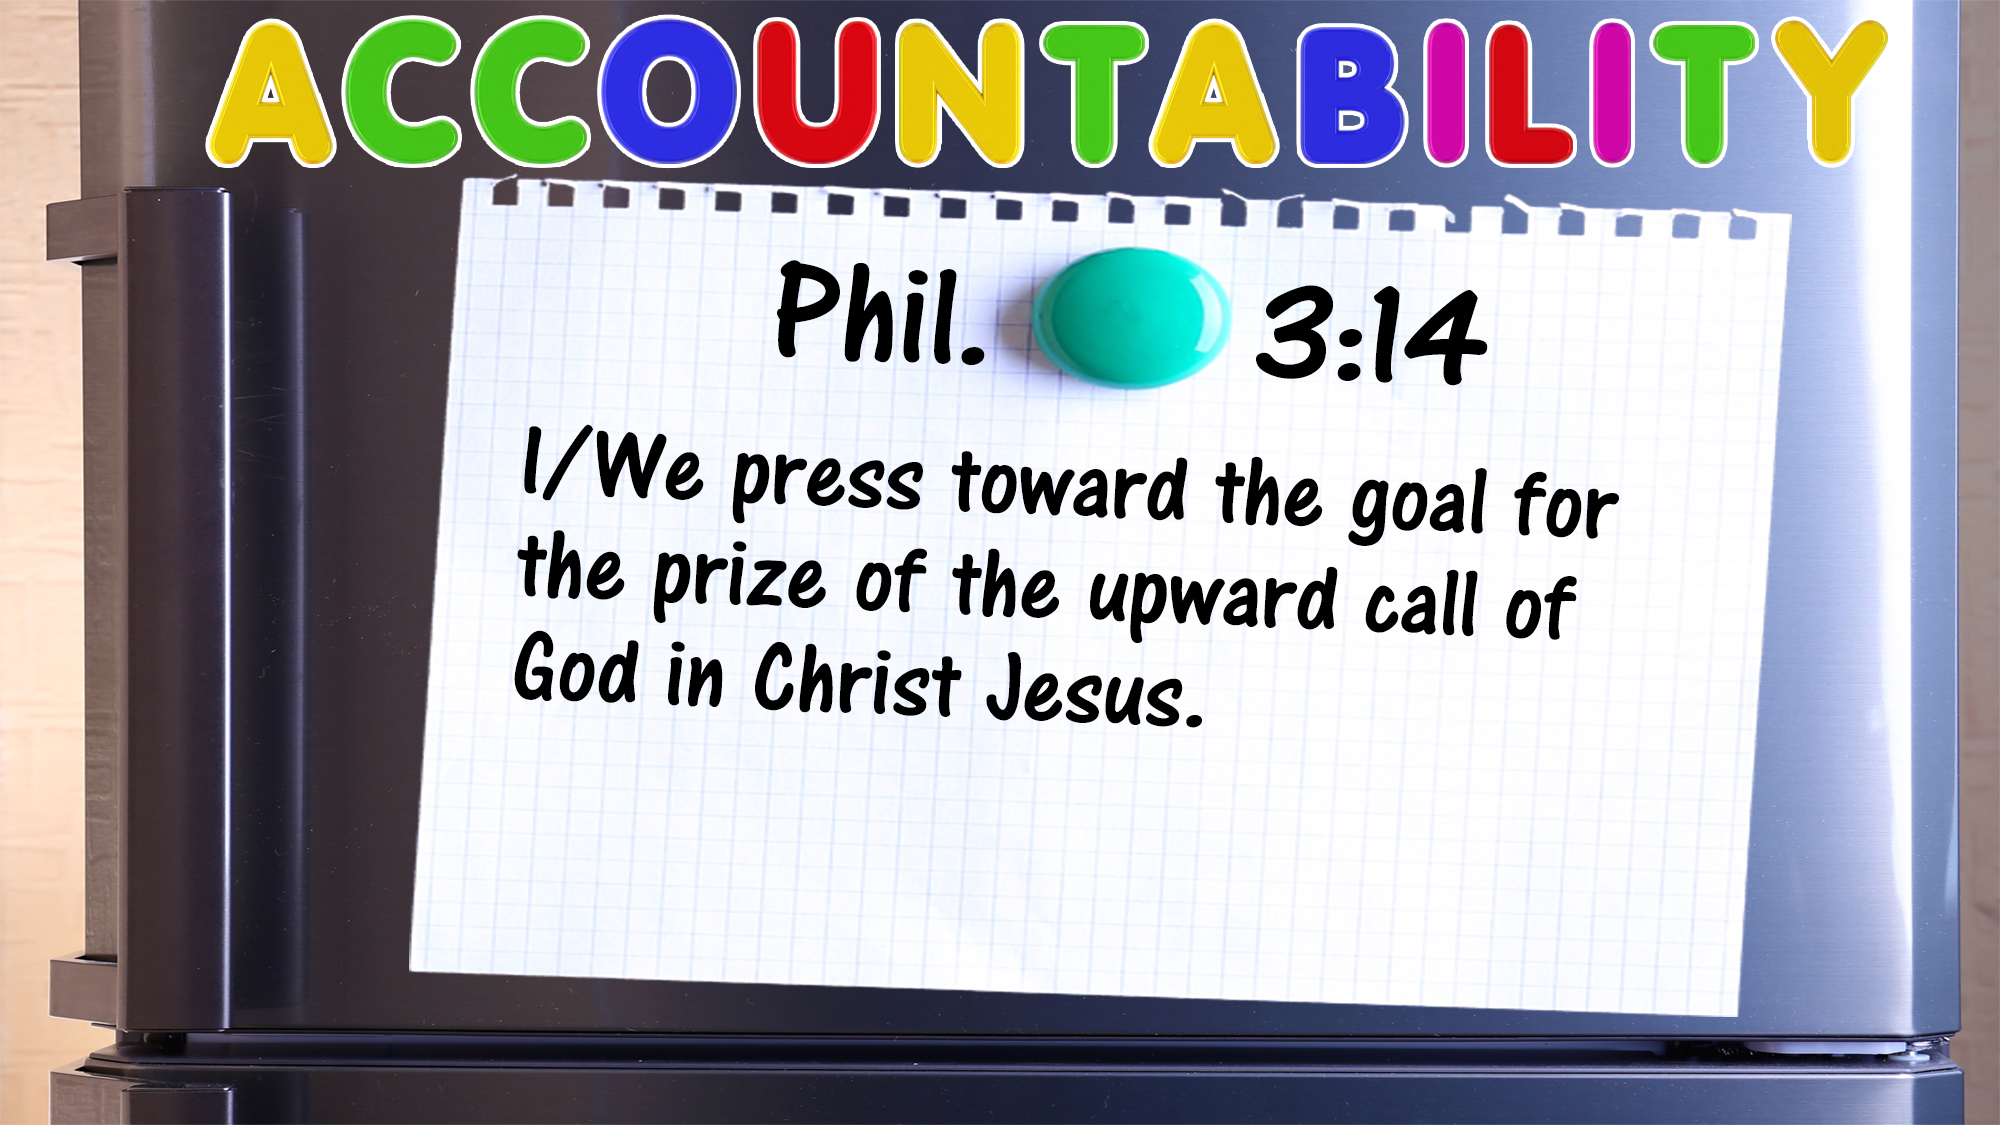 ACCOUNTABILITY
Phil. 3:14
I/We press toward the goal for
the prize of the upward call of
God in Christ Jesus.